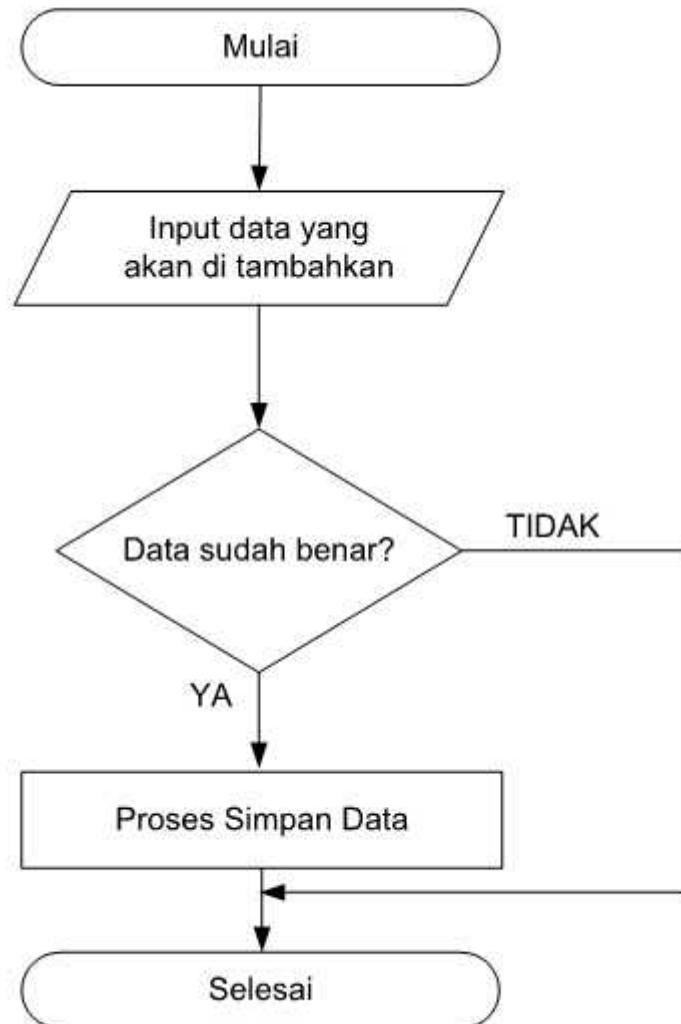 Mulai
Input data yang
akan di tambahkan
Data sudah benar?
TIDAK
YA
Proses Simpan Data
Selesai